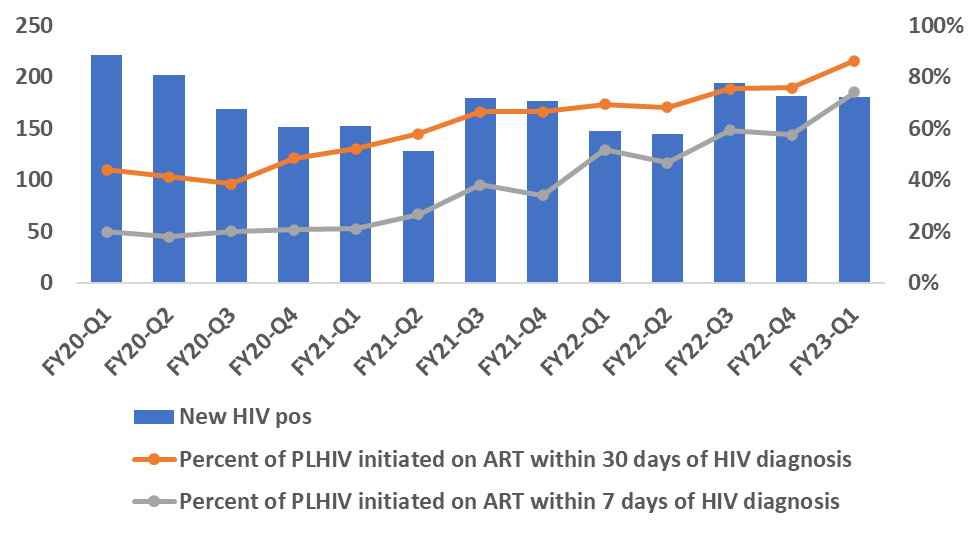 250
200
150
100
50
0
100%
80%
60%
40%
20%
0%
FY20-Q1
FY20-Q2
FY20-Q3
FY20-Q4
FY21-Q1
FY21-Q2
FY21-Q3
FY21-Q4
FY22-Q1
FY22-Q2
FY22-Q3
FY22-Q4
FY23-Q1
New HIV pos
Percent of PLHIV initiated on ART within 30 days of HIV diagnosis
Percent of PLHIV initiated on ART within 7 days of HIV diagnosis